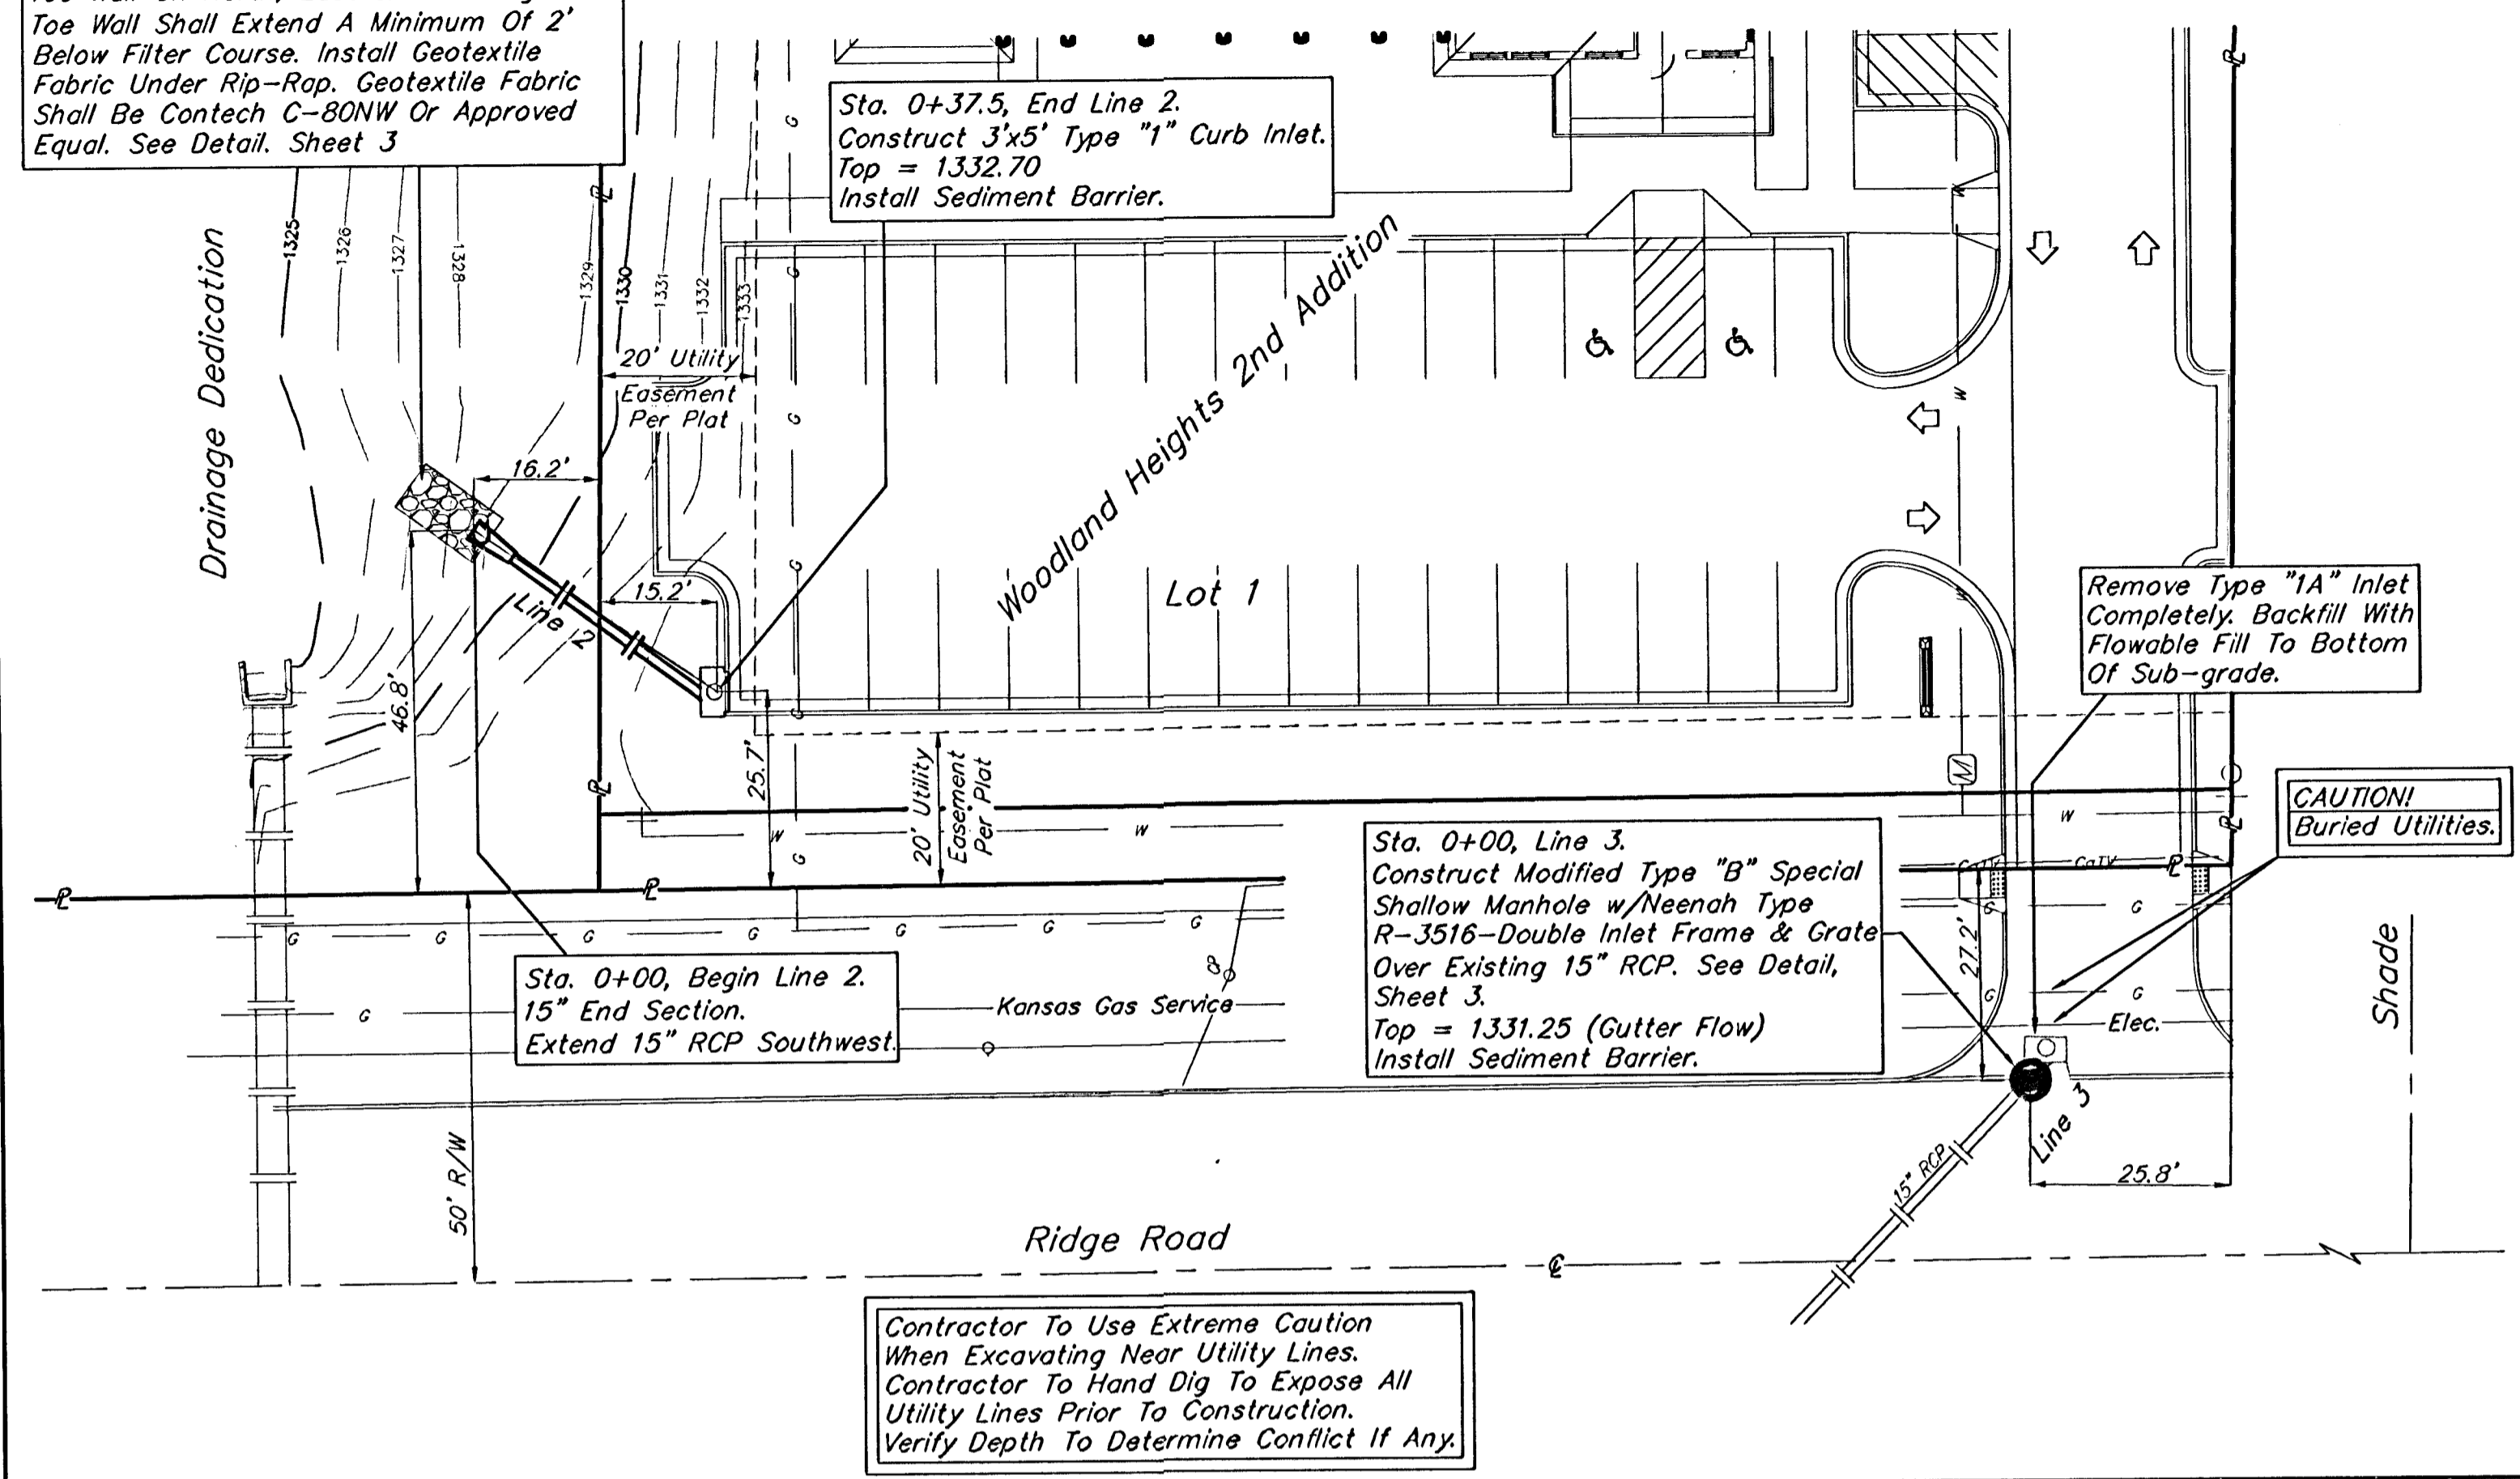 Toe Wall Shall Extend A Minimum Of 2'
Below Filter Course. Install Geotextile
Fabric Under Rip-Rap. Geotextile Fabric
Shall Be Contech C-80NW Or Approved
Equal. See Detail. Sheet 3
Sta. 0+37.5, End Line 2.
Construct 3'x5' Type "1" Curb Inlet.
Top = 1332.70
Install Sediment Barrier.
Drainage Dedication
1325
1326
1327
1328
1329
1330
1331
1332
1333
20' Utility
Easement
Per Plat
16.2'
15.2'
Line 2
46.8'
25.7'
Woodland Heights 2nd Addition
Lot 1
20' Utility
Easement
Per Plat
Remove Type "1A" Inlet
Completely. Backfill With
Flowable Fill To Bottom
Of Sub-grade.
CAUTION!
Buried Utilities.
Sta. 0+00, Line 3.
Construct Modified Type "B" Special
Shallow Manhole w/Neenah Type
R-3516-Double Inlet Frame & Grate
Over Existing 15" RCP. See Detail,
Sheet 3.
Top = 1331.25 (Gutter Flow)
Install Sediment Barrier.
Sta. 0+00, Begin Line 2.
15" End Section.
Extend 15" RCP Southwest.
Kansas Gas Service
M
W
W
W
W
W
G
G
G
G
G
G
G
G
G
G
G
G
CaTV
CaTV
27.2'
Elec.
Shade
Line 3
15" RCP
25.8'
50' R/W
Ridge Road
Contractor To Use Extreme Caution
When Excavating Near Utility Lines.
Contractor To Hand Dig To Expose All
Utility Lines Prior To Construction.
Verify Depth To Determine Conflict If Any.